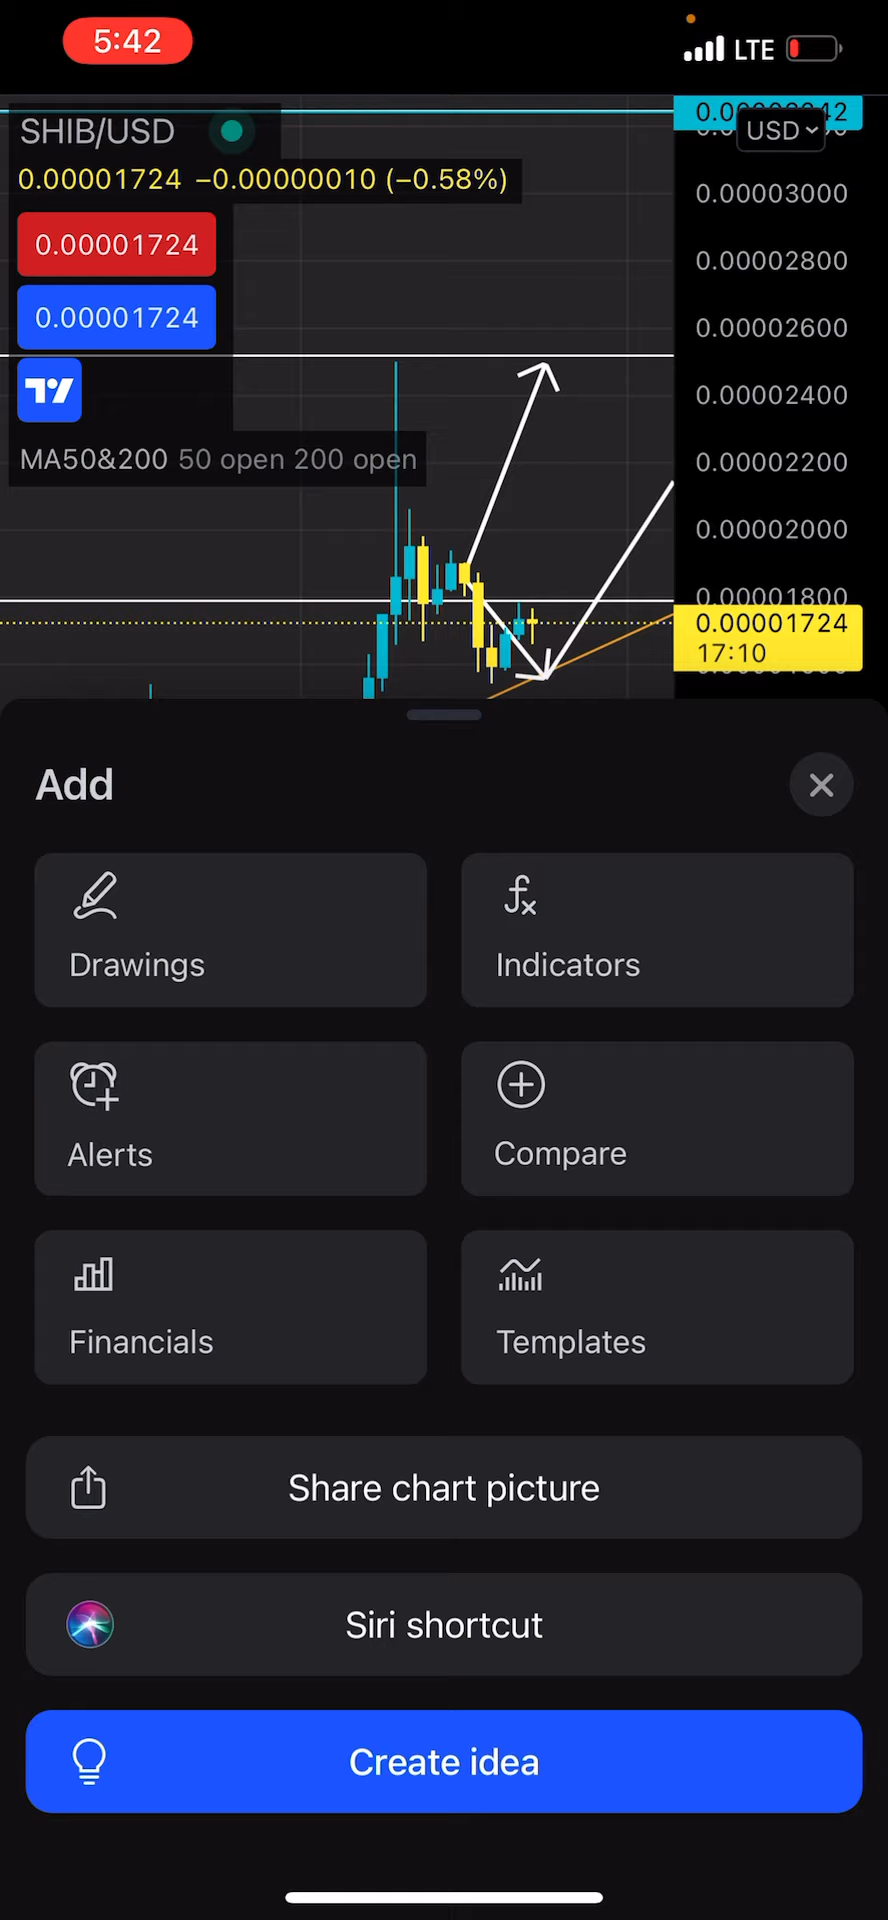 5:42
LTE
SHIB/USD
USD
0.00001724 −0.00000010 (−0.58%)
0.00003000
0.00001724
0.00002800
0.00001724
0.00002600
0.00002400
MA50&200 50 open 200 open
0.00002200
0.00002000
0.00001800
0.00001724
17:10
Add
Drawings
Indicators
Alerts
Compare
Financials
Templates
Share chart picture
Siri shortcut
Create idea